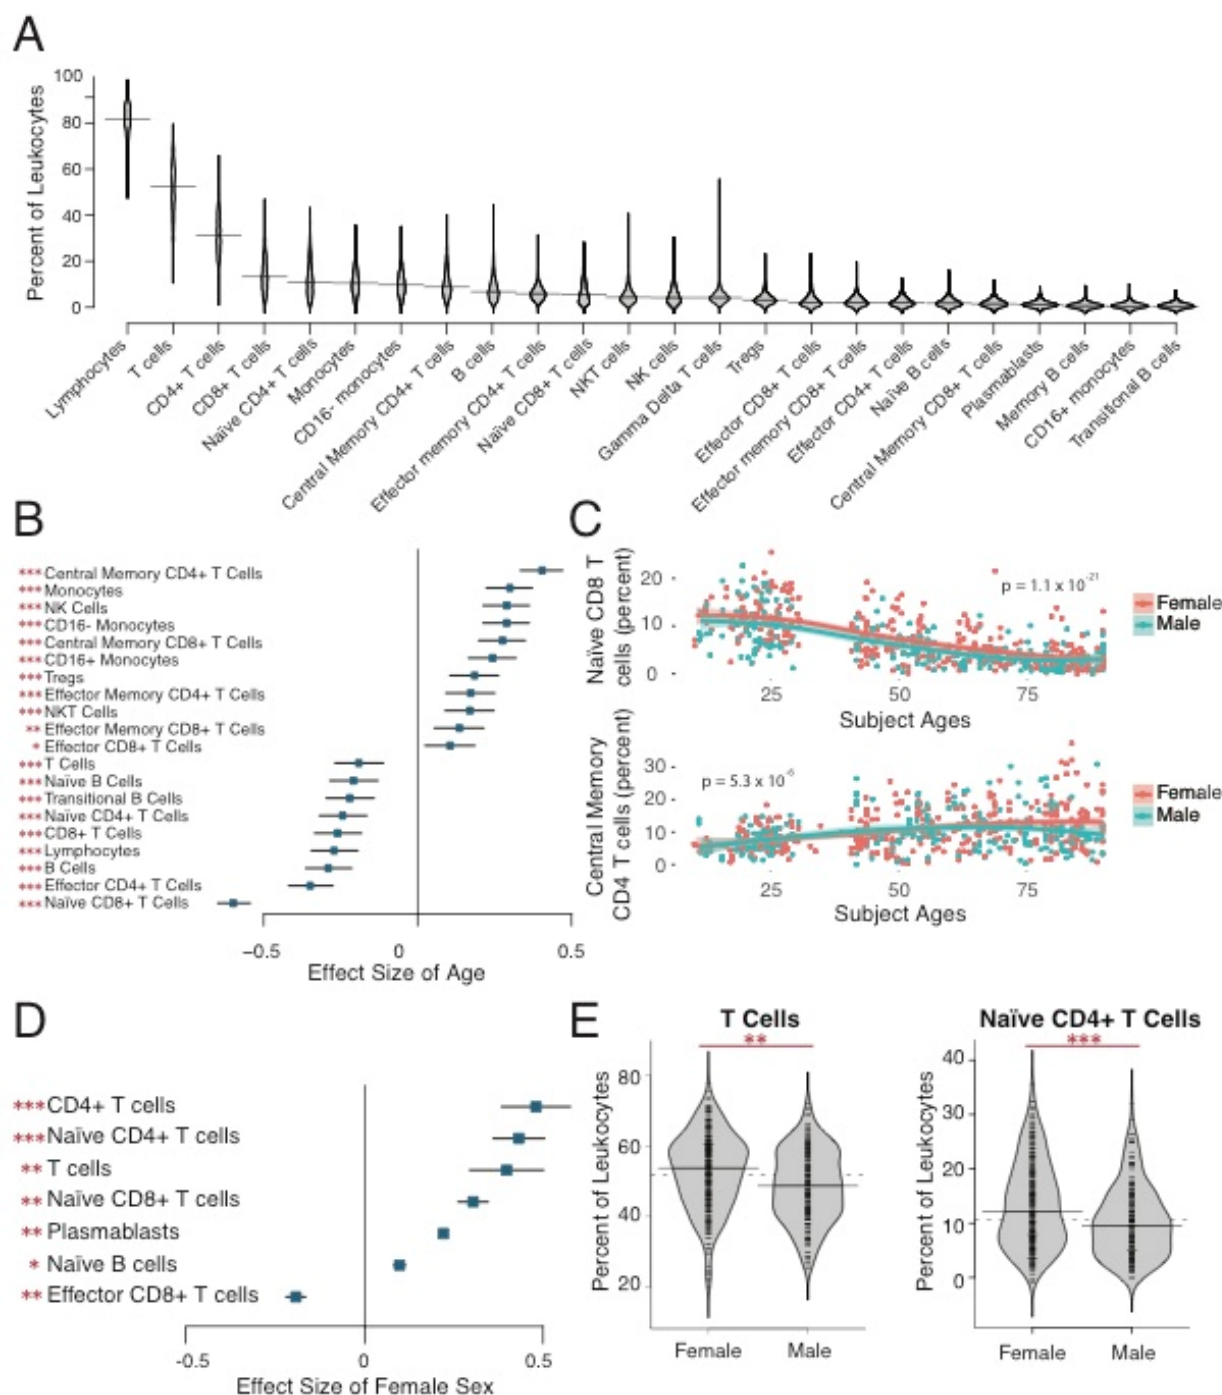 A
Percent of Leukocytes
100
80
60
40
20
0
Lymphocytes
T cells
CD4+ T cells
CD8+ T cells
Naïve CD4+ T cells
Monocytes
CD16- monocytes
Central Memory CD4+ T cells
B cells
Effector memory CD4+ T cells
Naïve CD8+ T cells
NKT cells
NK cells
Gamma Delta T cells
Tregs
Effector CD8+ T cells
Effector memory CD8+ T cells
Effector CD4+ T cells
Naïve B cells
Central Memory CD8+ T cells
Plasmablasts
Memory B cells
CD16+ monocytes
Transitional B cells
B
***Central Memory CD4+ T Cells
***Monocytes
***NK Cells
***CD16- Monocytes
***Central Memory CD8+ T Cells
***CD16+ Monocytes
***Tregs
***Effector Memory CD4+ T Cells
***NKT Cells
**Effector Memory CD8+ T Cells
*Effector CD8+ T Cells
***T Cells
***Naïve B Cells
***Transitional B Cells
***Naïve CD4+ T Cells
***CD8+ T Cells
***Lymphocytes
***B Cells
***Effector CD4+ T Cells
***Naïve CD8+ T Cells
−0.5 0 0.5
Effect Size of Age
C
Naïve CD8 T
cells (percent)
20
10
0
p = 1.1 x 10-21
Female
Male
25 50 75
Subject Ages
Central Memory
CD4 T cells (percent)
30
20
10
0
p = 5.3 x 10-6
Female
Male
25 50 75
Subject Ages
D
***CD4+ T cells
***Naïve CD4+ T cells
**T cells
**Naïve CD8+ T cells
**Plasmablasts
*Naïve B cells
**Effector CD8+ T cells
-0.5 0 0.5
Effect Size of Female Sex
E
T Cells
**
Percent of Leukocytes
80
60
40
20
Female Male
Naïve CD4+ T Cells
***
Percent of Leukocytes
40
30
20
10
0
Female Male